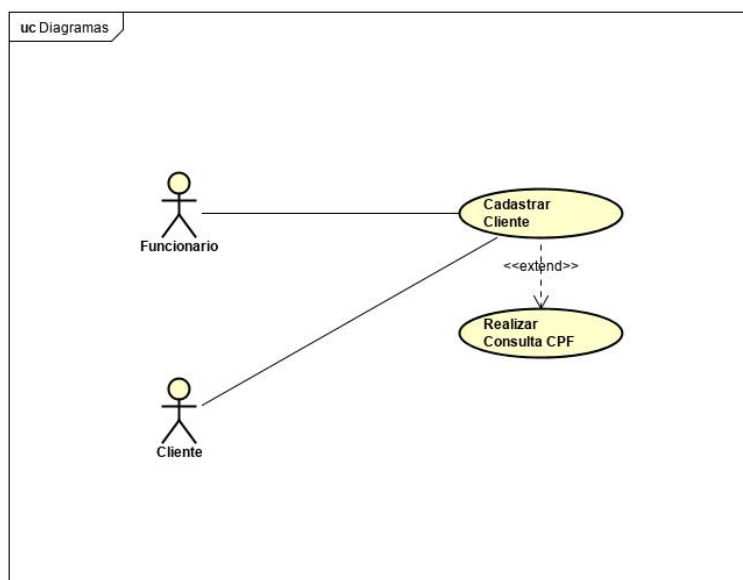 uc Diagramas
Funcionario
Cadastrar
Cliente
<<extend>>
Realizar
Consulta CPF
Cliente